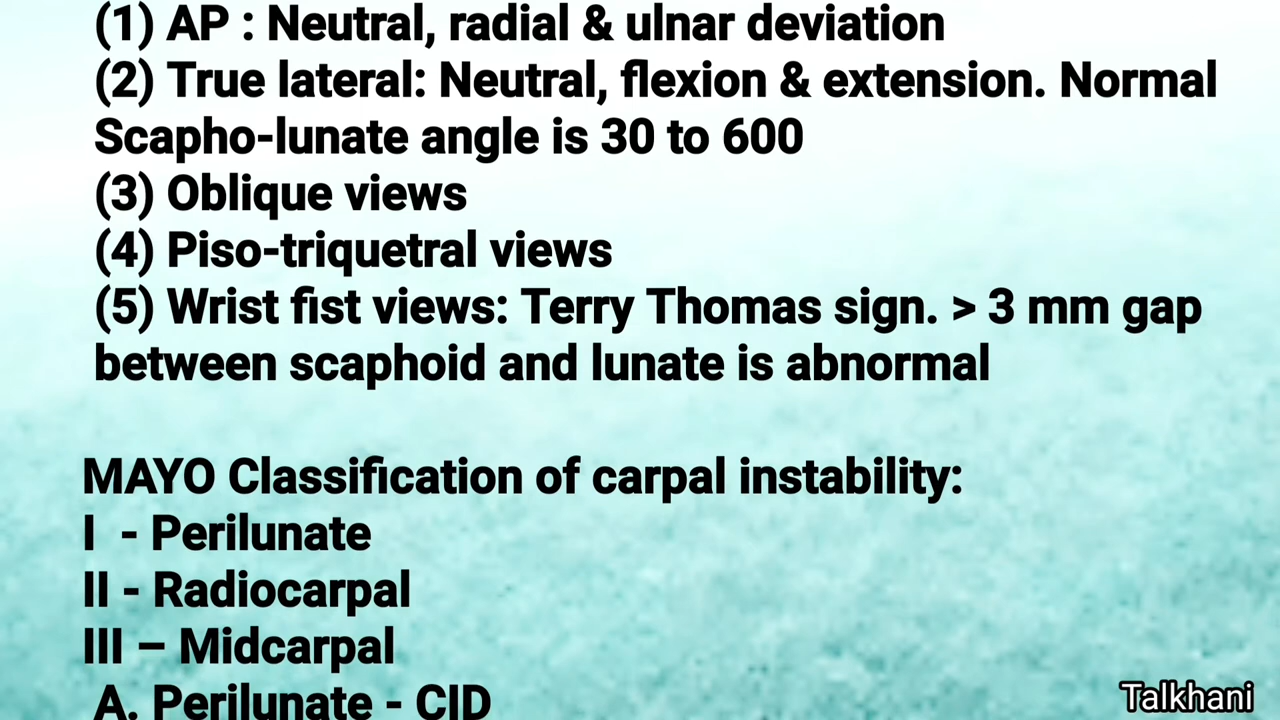 (1) AP : Neutral, radial & ulnar deviation
(2) True lateral: Neutral, flexion & extension. Normal
Scapho-lunate angle is 30 to 600
(3) Oblique views
(4) Piso-triquetral views
(5) Wrist fist views: Terry Thomas sign. > 3 mm gap
between scaphoid and lunate is abnormal
MAYO Classification of carpal instability:
I - Perilunate
II - Radiocarpal
III – Midcarpal
A. Perilunate - CID
Talkhani